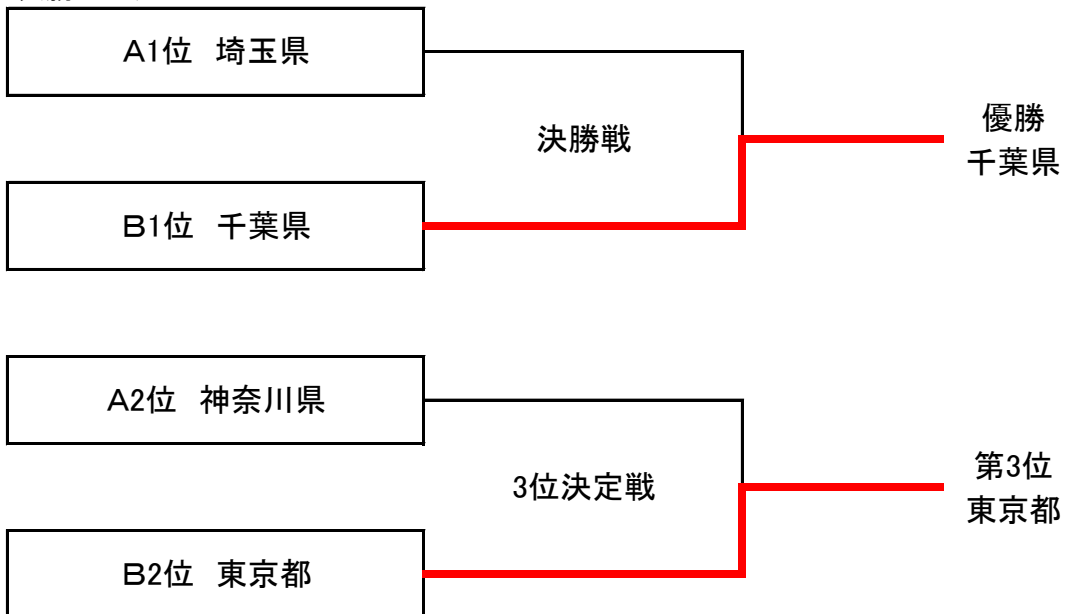 A1位　埼玉県
決勝戦
優勝
千葉県
B1位　千葉県
A2位　神奈川県
3位決定戦
第3位
東京都
B2位　東京都